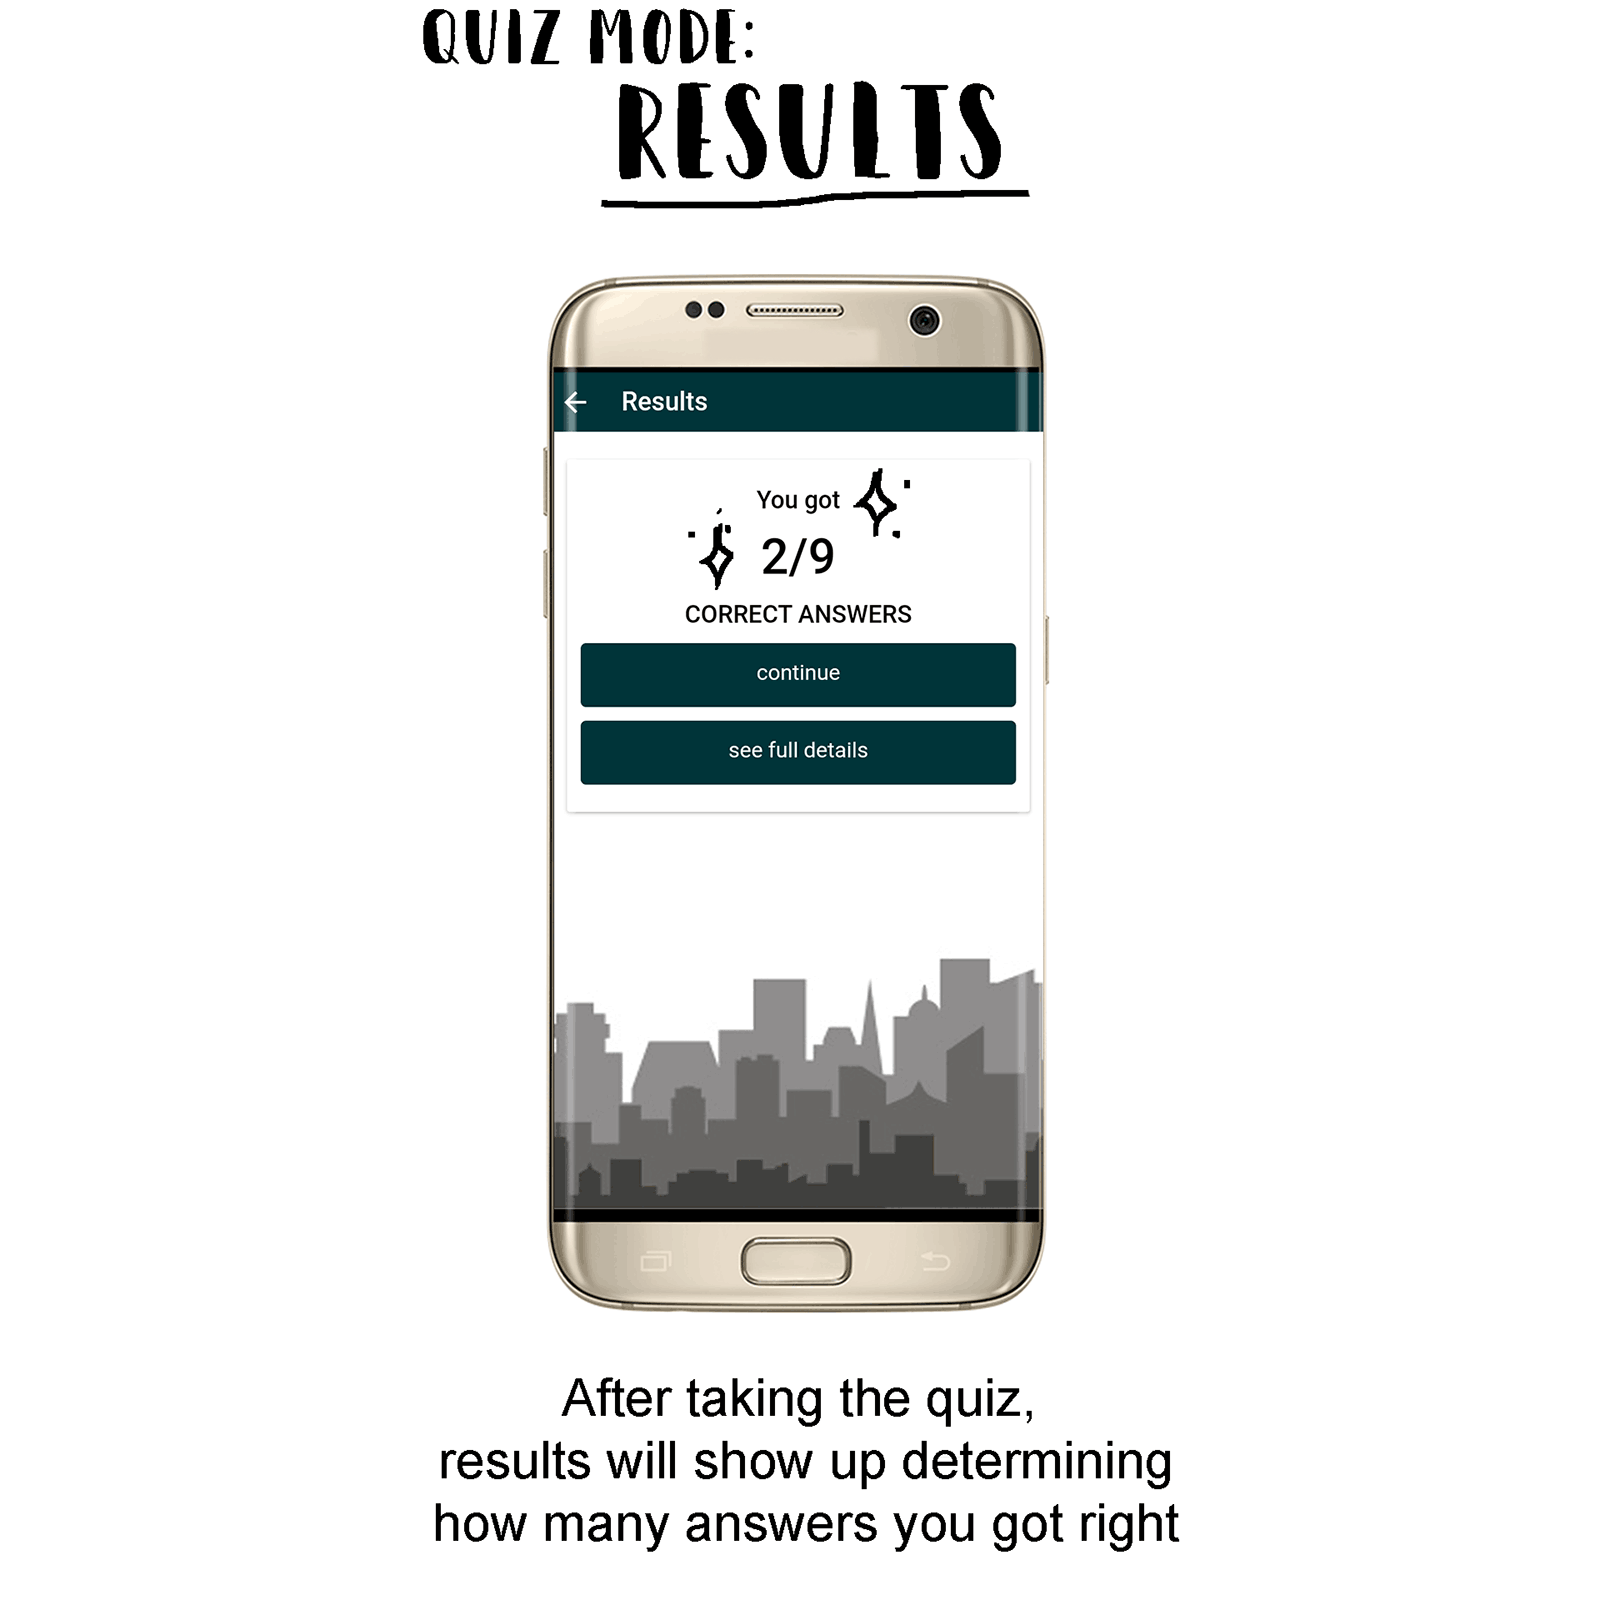 QUIZ MODE:
RESULTS
Results
You got
2/9
CORRECT ANSWERS
continue
see full details
After taking the quiz,
results will show up determining
how many answers you got right